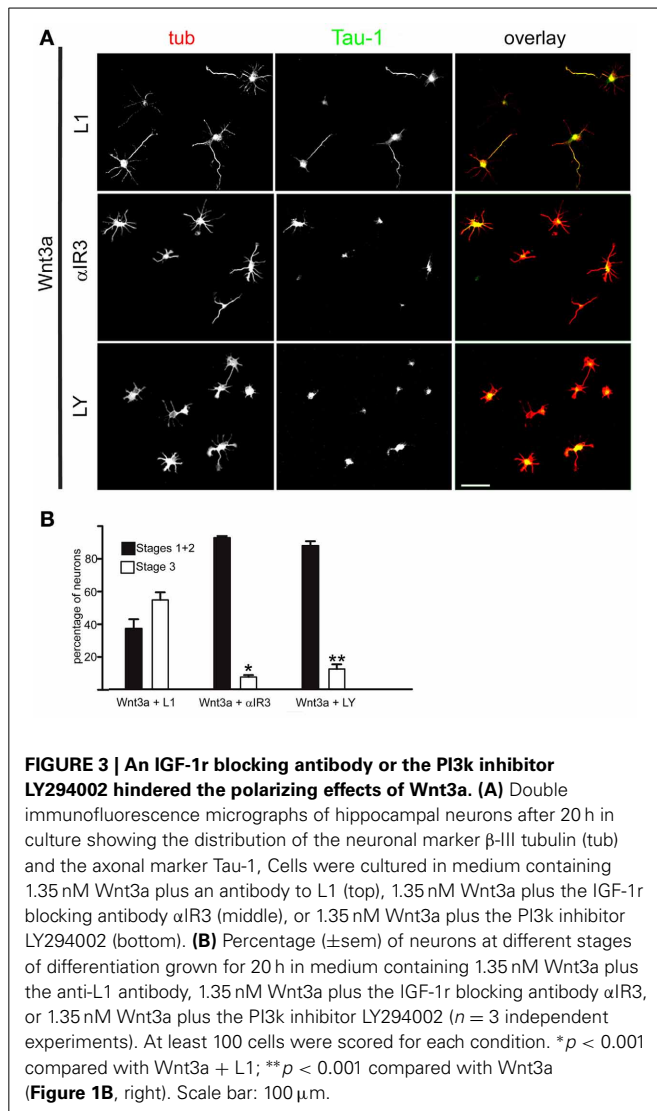 A
tub
Tau-1
overlay
Wnt3a
L1
αIR3
LY
B
percentage of neurons
80
60
40
20
Stages 1+2
Stage 3
*
**
Wnt3a + L1
Wnt3a + αIR3
Wnt3a + LY
FIGURE 3 | An IGF-1r blocking antibody or the PI3k inhibitor
LY294002 hindered the polarizing effects of Wnt3a. (A) Double
immunofluorescence micrographs of hippocampal neurons after 20 h in
culture showing the distribution of the neuronal marker β-III tubulin (tub)
and the axonal marker Tau-1, Cells were cultured in medium containing
1.35 nM Wnt3a plus an antibody to L1 (top), 1.35 nM Wnt3a plus the IGF-1r
blocking antibody αIR3 (middle), or 1.35 nM Wnt3a plus the PI3k inhibitor
LY294002 (bottom). (B) Percentage (±sem) of neurons at different stages
of differentiation grown for 20 h in medium containing 1.35 nM Wnt3a plus
the anti-L1 antibody, 1.35 nM Wnt3a plus the IGF-1r blocking antibody αIR3,
or 1.35 nM Wnt3a plus the PI3k inhibitor LY294002 (n = 3 independent
experiments). At least 100 cells were scored for each condition. *p < 0.001
compared with Wnt3a + L1; **p < 0.001 compared with Wnt3a
(Figure 1B, right). Scale bar: 100 μm.